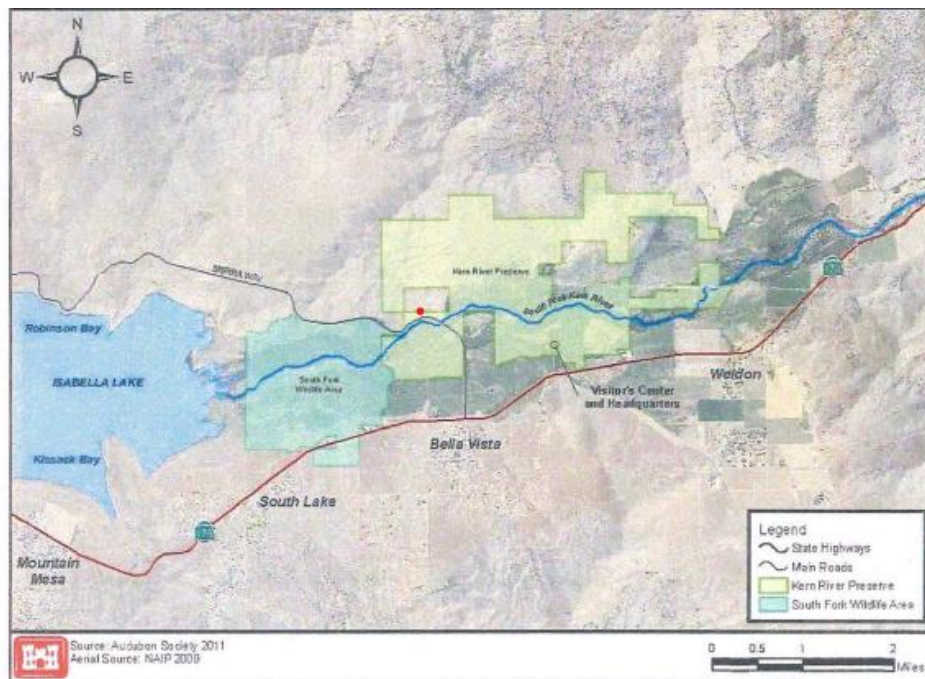 N
W E
S
SIERRA WAY
Kern River Preserve
South Fork Kern River
Robinson Bay
ISABELLA LAKE
South Fork
Wildlife Area
Visitor's Center
and Headquarters
Weldon
Bella Vista
Kissack Bay
South Lake
Mountain
Mesa
Legend
State Highways
Main Roads
Kern River Preserve
South Fork Wildlife Area
Source: Audubon Society 2011
Aerial Source: NAIP 2009
0 0.5 1 2
Miles